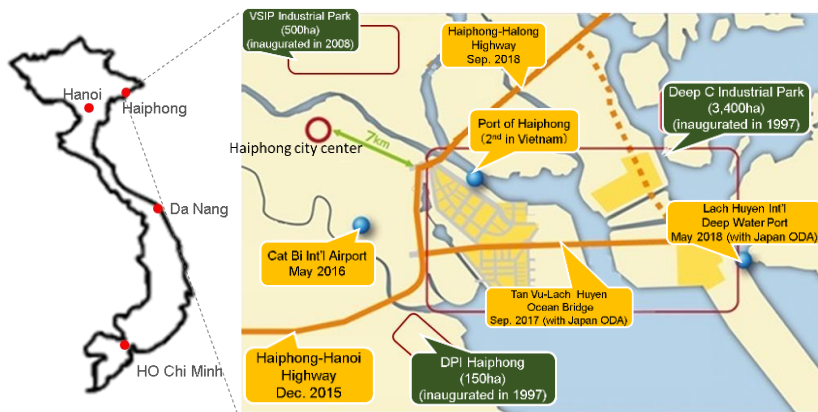 Hanoi
Haiphong
Da Nang
HO Chi Minh
VSIP Industrial Park
(500ha)
(inaugurated in 2008)
Haiphong-Halong
Highway
Sep. 2018
Deep C Industrial Park
(3,400ha)
(inaugurated in 1997)
Haiphong city center
7km
Port of Haiphong
(2nd in Vietnam)
Lach Huyen Int'l
Deep Water Port
May 2018 (with Japan ODA)
Cat Bi Int'l Airport
May 2016
Tan Vu-Lach Huyen
Ocean Bridge
Sep. 2017 (with Japan ODA)
Haiphong-Hanoi
Highway
Dec. 2015
DPI Haiphong
(150ha)
(inaugurated in 1997)